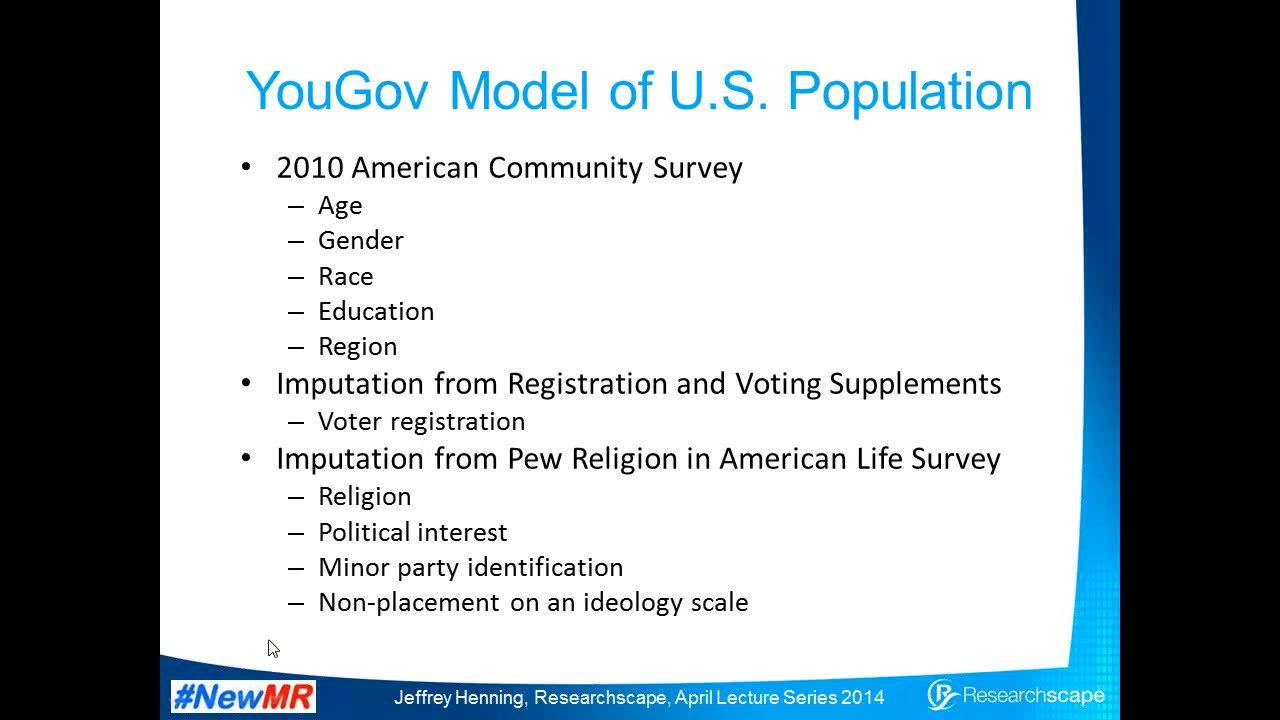 YouGov Model of U.S. Population
• 2010 American Community Survey
– Age
– Gender
– Race
– Education
– Region
• Imputation from Registration and Voting Supplements
– Voter registration
• Imputation from Pew Religion in American Life Survey
– Religion
– Political interest
– Minor party identification
– Non-placement on an ideology scale
#NewMR
Jeffrey Henning, Researchscape, April Lecture Series 2014
Researchscape